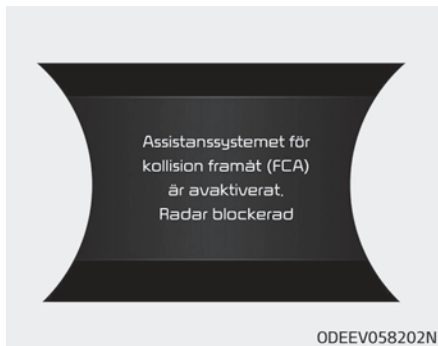 Assistanssystemet för
kollision framåt (FCA)
är avaktiverat.
Radar blockerad
ODEEV058202N